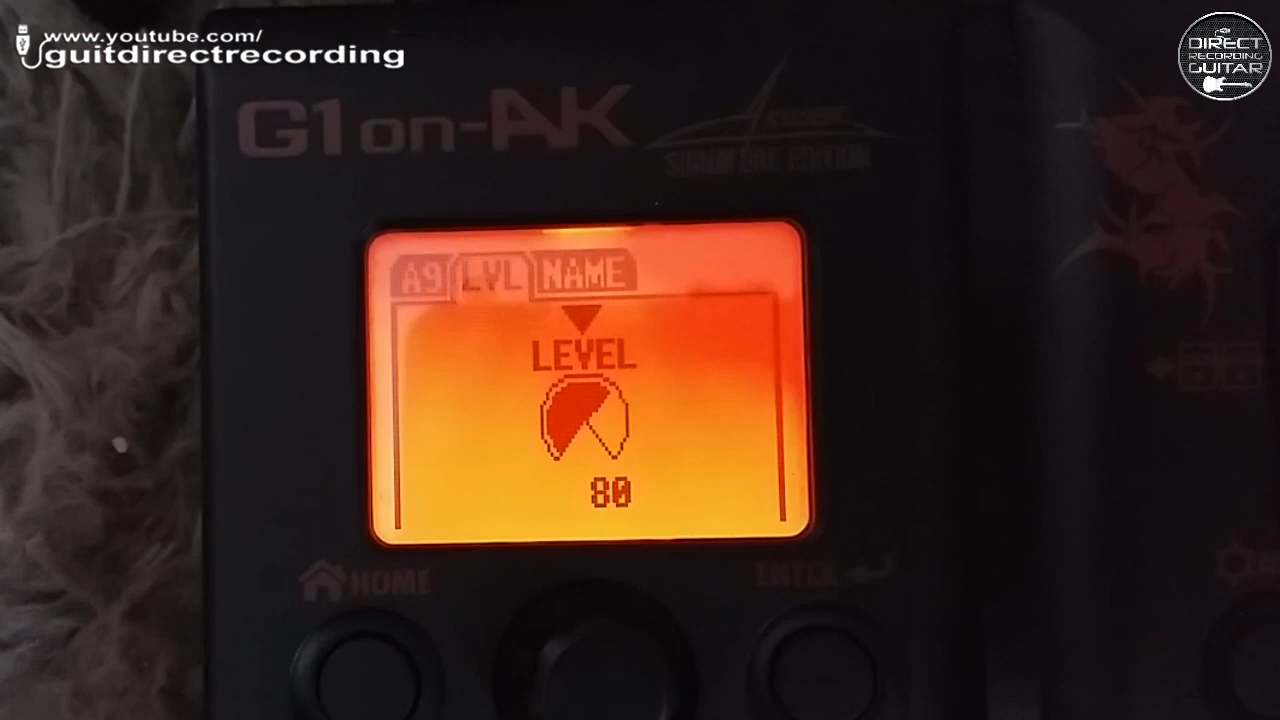 www.youtube.com/
guitdirectrecording
DIRECT
RECORDING
GUITAR
G1on-AK
SIGNATURE EDITION
A9 LVL NAME
LEVEL
80
HOME
ENTER